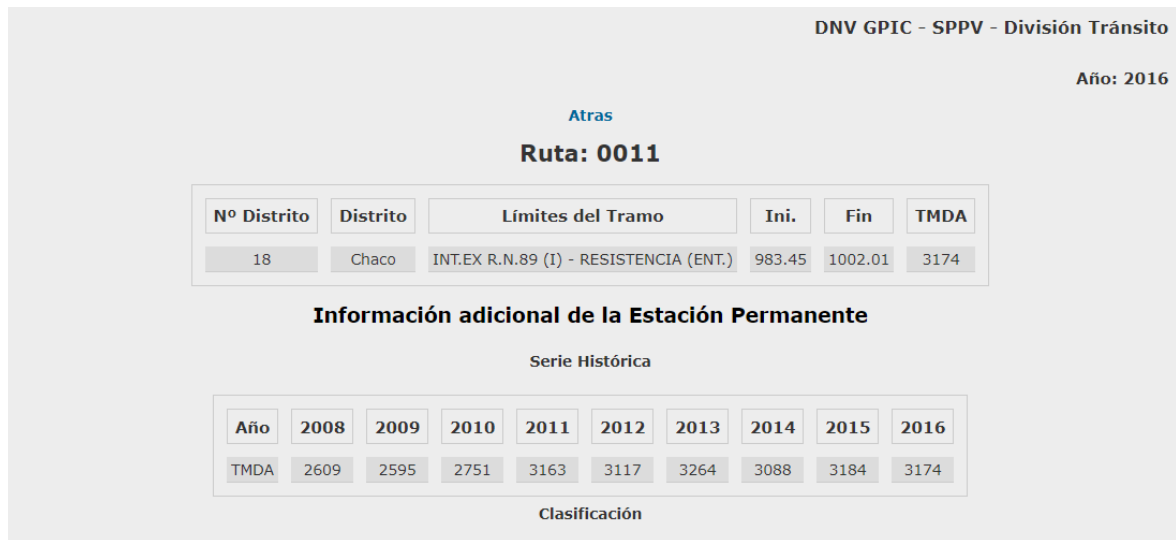 DNV GPIC - SPPV - División Tránsito
Año: 2016
Atras
Ruta: 0011
Nº Distrito Distrito Límites del Tramo Ini. Fin TMDA
18 Chaco INT.EX R.N.89 (I) - RESISTENCIA (ENT.) 983.45 1002.01 3174
Información adicional de la Estación Permanente
Serie Histórica
Año 2008 2009 2010 2011 2012 2013 2014 2015 2016
TMDA 2609 2595 2751 3163 3117 3264 3088 3184 3174
Clasificación